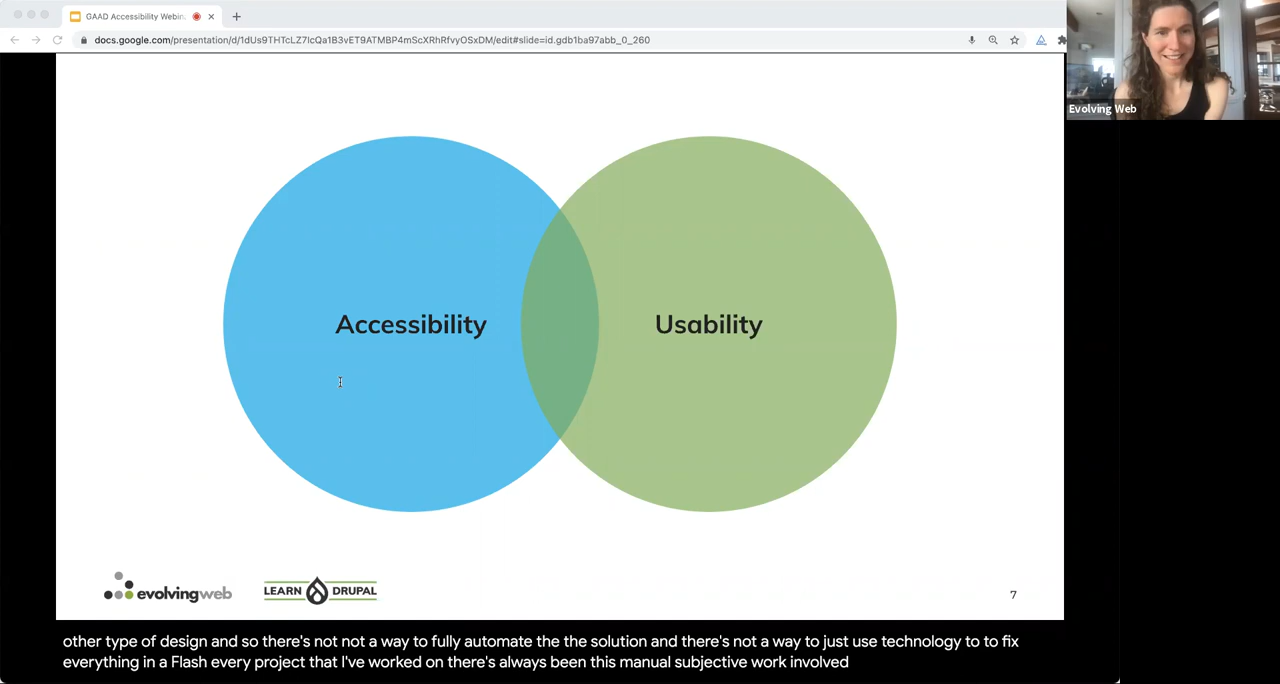 GAAD Accessibility Webin.
docs.google.com/presentation/d/1dUs9THTcLZ7lcQa1B3vET9ATMBP4mScXRhRfvyOSxDM/edit#slide=id.gdb1ba97abb_0_260
Evolving Web
Accessibility
Usability
evolvingweb
LEARN DRUPAL
7
other type of design and so there's not not a way to fully automate the the solution and there's not a way to just use technology to to fix
everything in a Flash every project that I've worked on there's always been this manual subjective work involved